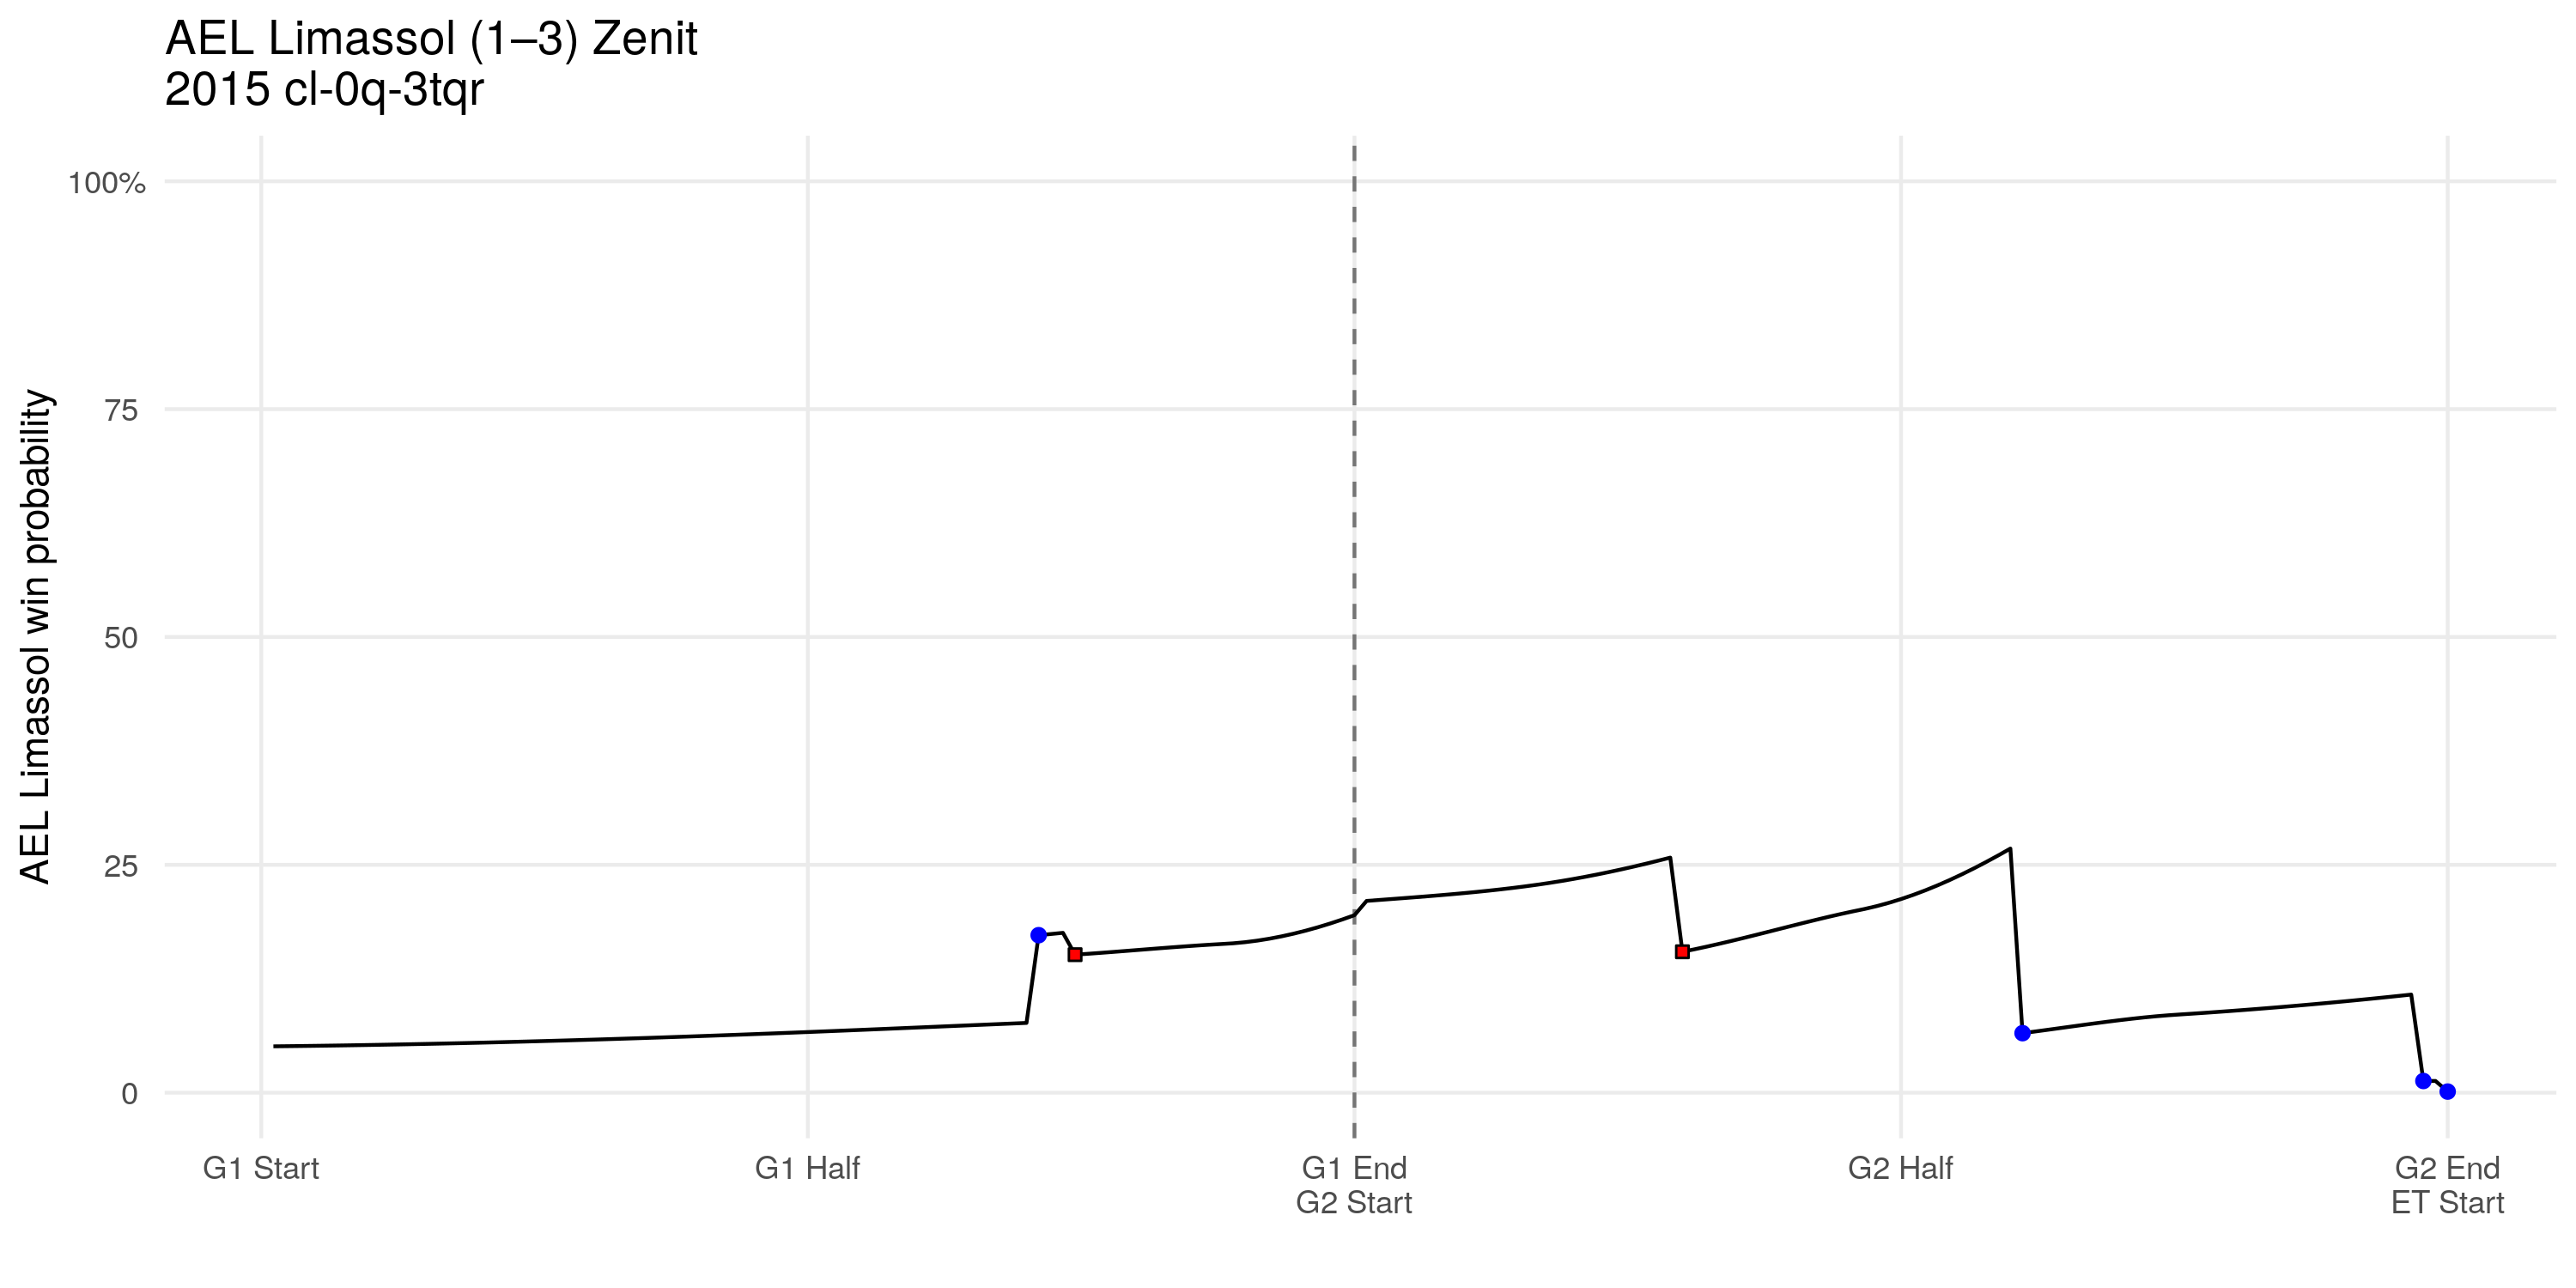 AEL Limassol (1–3) Zenit
2015 cl-0q-3tqr
AEL Limassol win probability
100%
75
50
25
0
G1 Start
G1 Half
G1 End
G2 Start
G2 Half
G2 End
ET Start